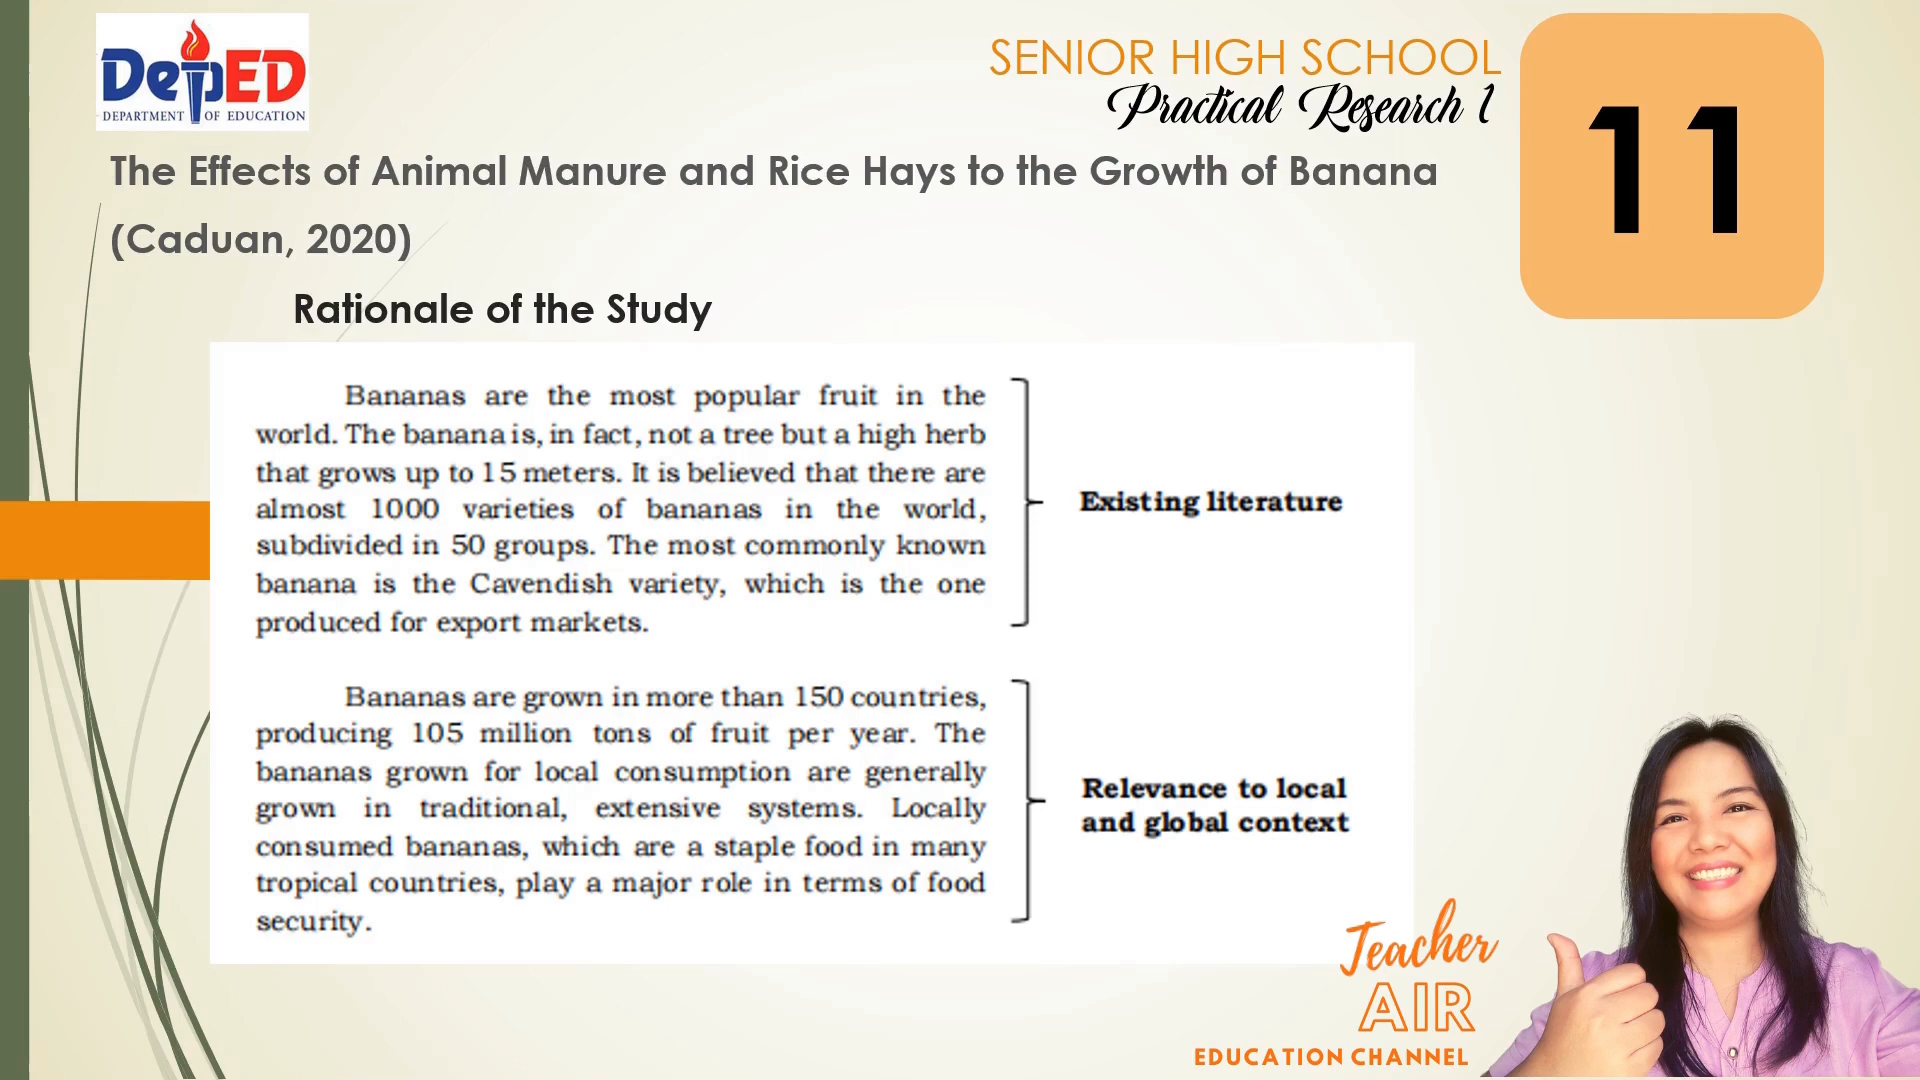 DepED
DEPARTMENT OF EDUCATION
SENIOR HIGH SCHOOL
Practical Research 1
11
The Effects of Animal Manure and Rice Hays to the Growth of Banana
(Caduan, 2020)
Rationale of the Study
Bananas are the most popular fruit in the
world. The banana is, in fact, not a tree but a high herb
that grows up to 15 meters. It is believed that there are
almost 1000 varieties of bananas in the world,
subdivided in 50 groups. The most commonly known
banana is the Cavendish variety, which is the one
produced for export markets.
Existing literature
Bananas are grown in more than 150 countries,
producing 105 million tons of fruit per year. The
bananas grown for local consumption are generally
grown in traditional, extensive systems. Locally
consumed bananas, which are a staple food in many
tropical countries, play a major role in terms of food
security.
Relevance to local
and global context
Teacher
AIR
EDUCATION CHANNEL